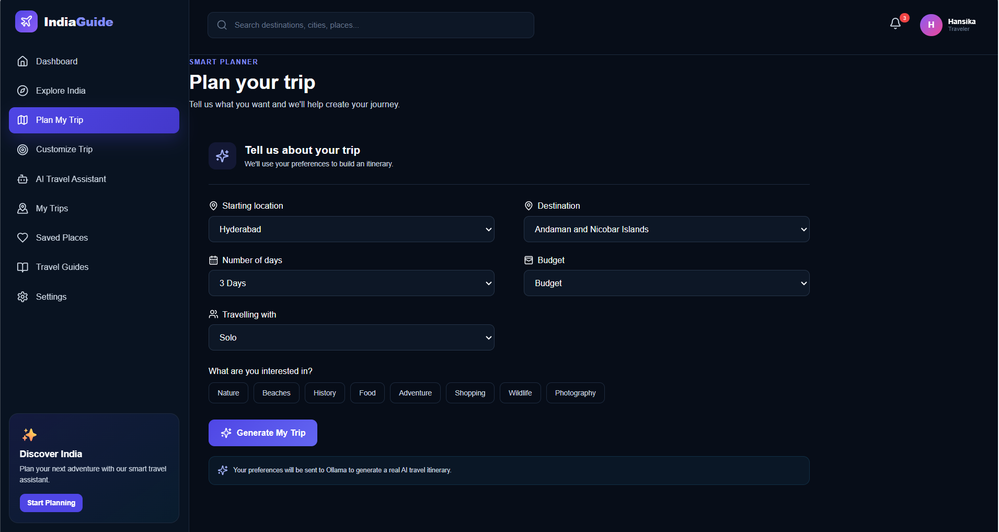 IndiaGuide
Dashboard
Explore India
Plan My Trip
Customize Trip
AI Travel Assistant
My Trips
Saved Places
Travel Guides
Settings
Discover India
Plan your next adventure with our smart travel
assistant.
Start Planning
Search destinations, cities, places...
3
H
Hansika
Traveler
SMART PLANNER
Plan your trip
Tell us what you want and we'll help create your journey.
Tell us about your trip
We'll use your preferences to build an itinerary.
Starting location
Hyderabad
Destination
Andaman and Nicobar Islands
Number of days
3 Days
Budget
Budget
Travelling with
Solo
What are you interested in?
Nature Beaches History Food Adventure Shopping Wildlife Photography
Generate My Trip
Your preferences will be sent to Ollama to generate a real AI travel itinerary.